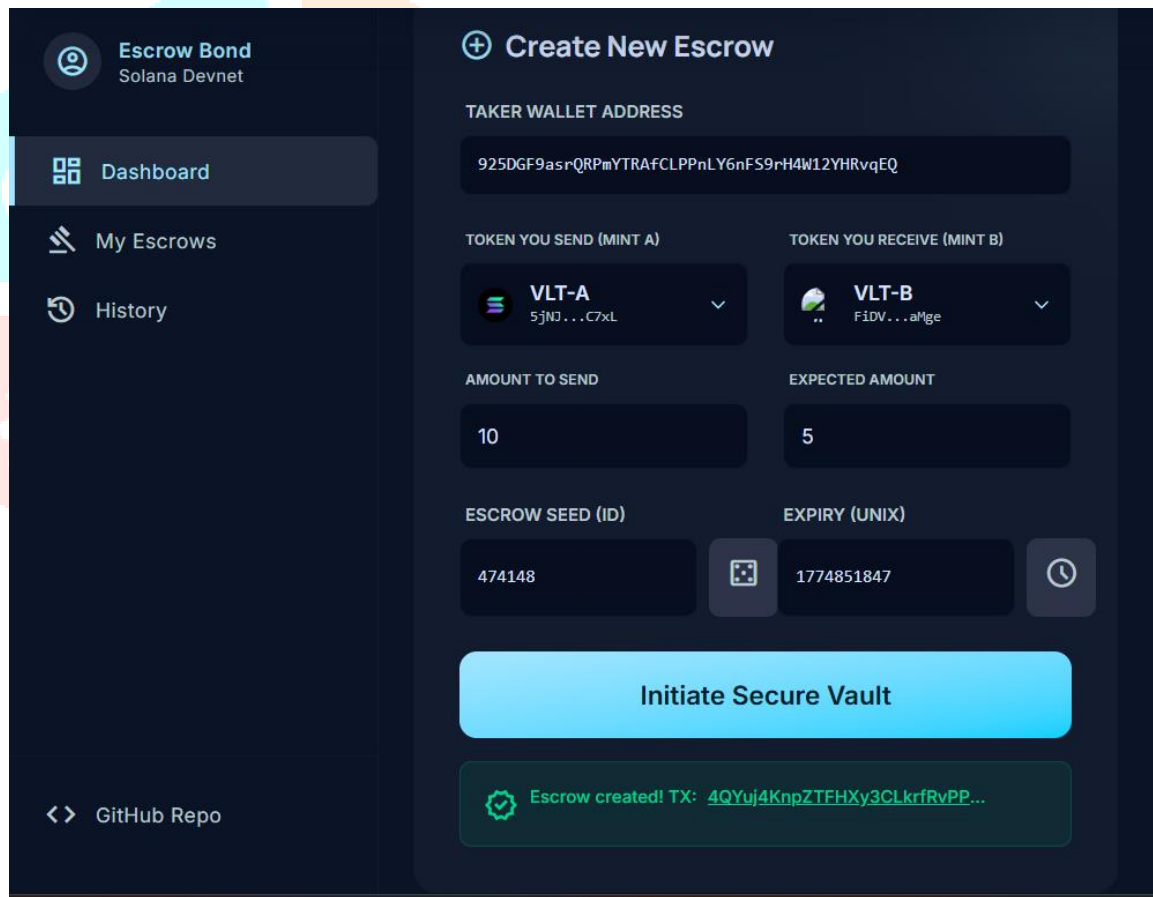 Escrow Bond
Solana Devnet
Dashboard
My Escrows
History
GitHub Repo
Create New Escrow
TAKER WALLET ADDRESS
925DGF9asrQRPmYTRAfCLPPnLY6nFS9rH4W12YHRvqEQ
TOKEN YOU SEND (MINT A)
VLT-A
5jNJ...C7xL
TOKEN YOU RECEIVE (MINT B)
VLT-B
FiDV...aMge
AMOUNT TO SEND
10
EXPECTED AMOUNT
5
ESCROW SEED (ID)
474148
EXPIRY (UNIX)
1774851847
Initiate Secure Vault
Escrow created! TX: 4QYuj4KnpZTFHXy3CLkrfRvPP...